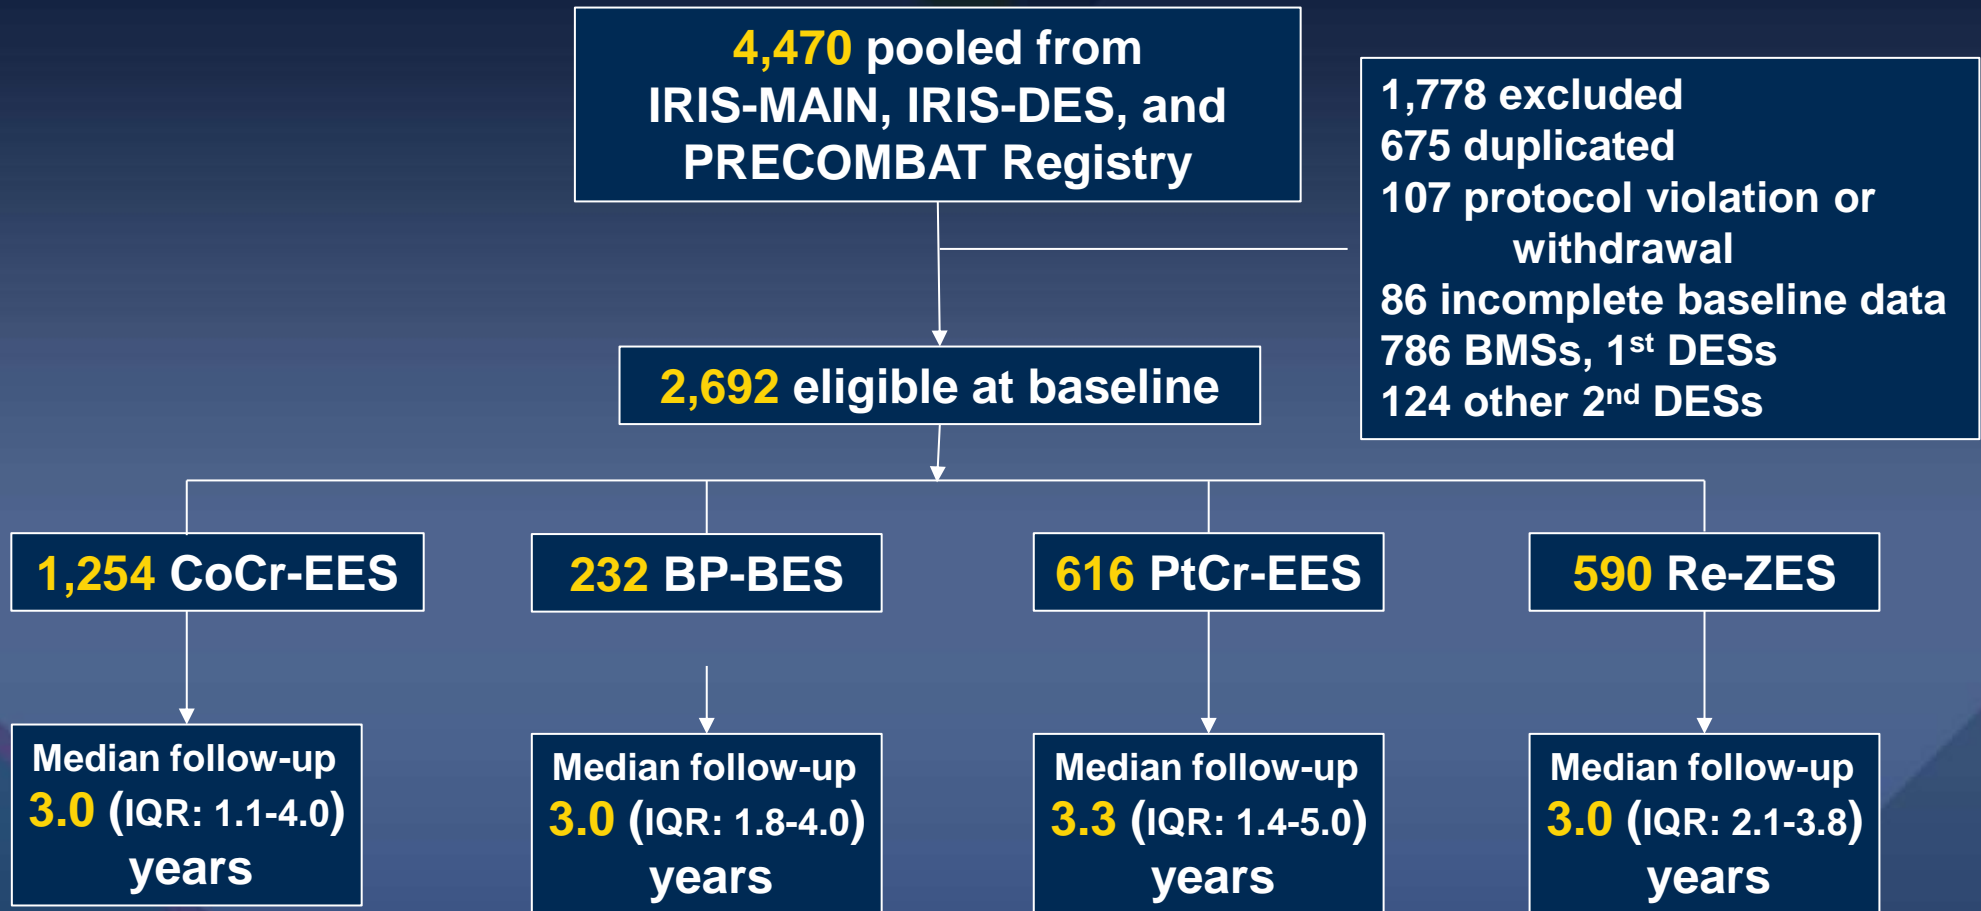 4,470 pooled from
IRIS-MAIN, IRIS-DES, and
PRECOMBAT Registry
1,778 excluded
675 duplicated
107 protocol violation or
withdrawal
86 incomplete baseline data
786 BMSs, 1st DESs
124 other 2nd DESs
2,692 eligible at baseline
1,254 CoCr-EES
232 BP-BES
616 PtCr-EES
590 Re-ZES
Median follow-up
3.0 (IQR: 1.1-4.0)
years
Median follow-up
3.0 (IQR: 1.8-4.0)
years
Median follow-up
3.3 (IQR: 1.4-5.0)
years
Median follow-up
3.0 (IQR: 2.1-3.8)
years